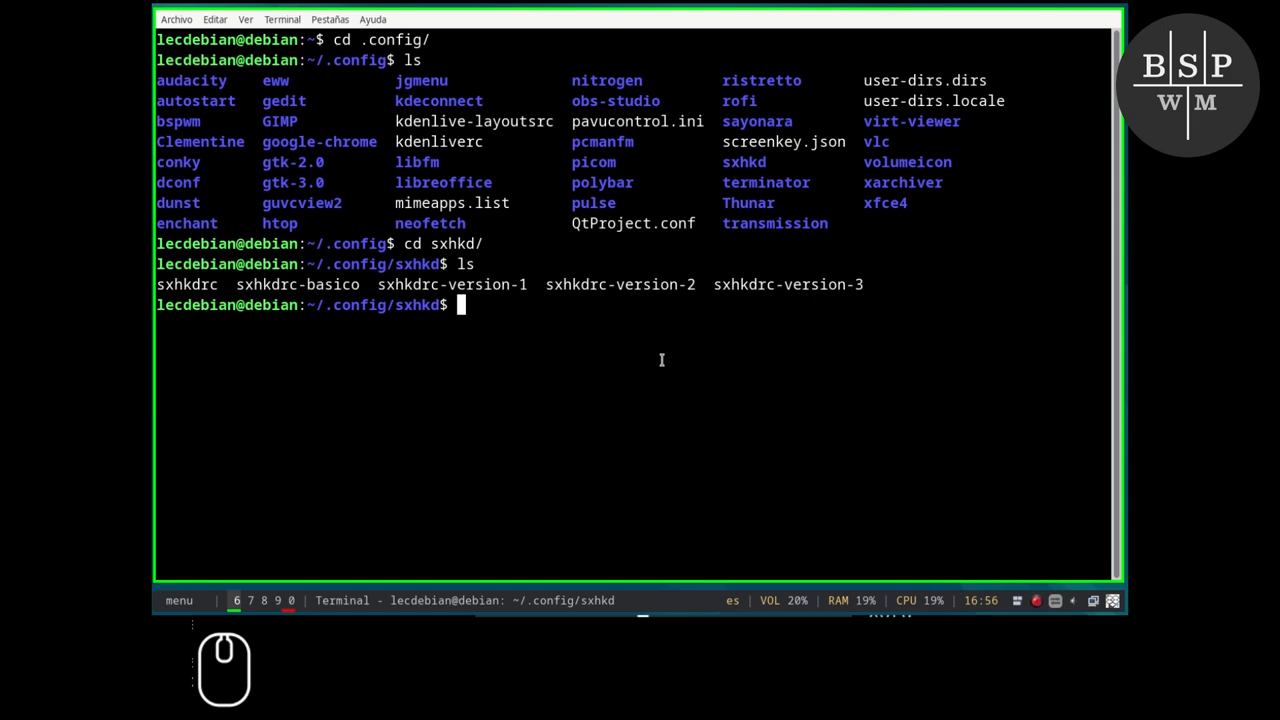 Archivo Editar Ver Terminal Pestañas Ayuda
lecdebian@debian:~$ cd .config/
lecdebian@debian:~/.config$ ls
audacity eww jgmenu nitrogen ristretto user-dirs.dirs
autostart gedit kdeconnect obs-studio rofi user-dirs.locale
bspwm GIMP kdenlive-layoutsrc pavucontrol.ini sayonara virt-viewer
Clementine google-chrome kdenliverc pcmanfm screenkey.json vlc
conky gtk-2.0 libfm picom sxhkd volumeicon
dconf gtk-3.0 libreoffice polybar terminator xarchiver
dunst guvcview2 mimeapps.list pulse Thunar xfce4
enchant htop neofetch QtProject.conf transmission
lecdebian@debian:~/.config$ cd sxhkd/
lecdebian@debian:~/.config/sxhkd$ ls
sxhkdrc sxhkdrc-basico sxhkdrc-version-1 sxhkdrc-version-2 sxhkdrc-version-3
lecdebian@debian:~/.config/sxhkd$
menu | 6 7 8 9 0 | Terminal - lecdebian@debian: ~/.config/sxhkd es | VOL 20% | RAM 19% | CPU 19% | 16:56
B|S|P
W|M